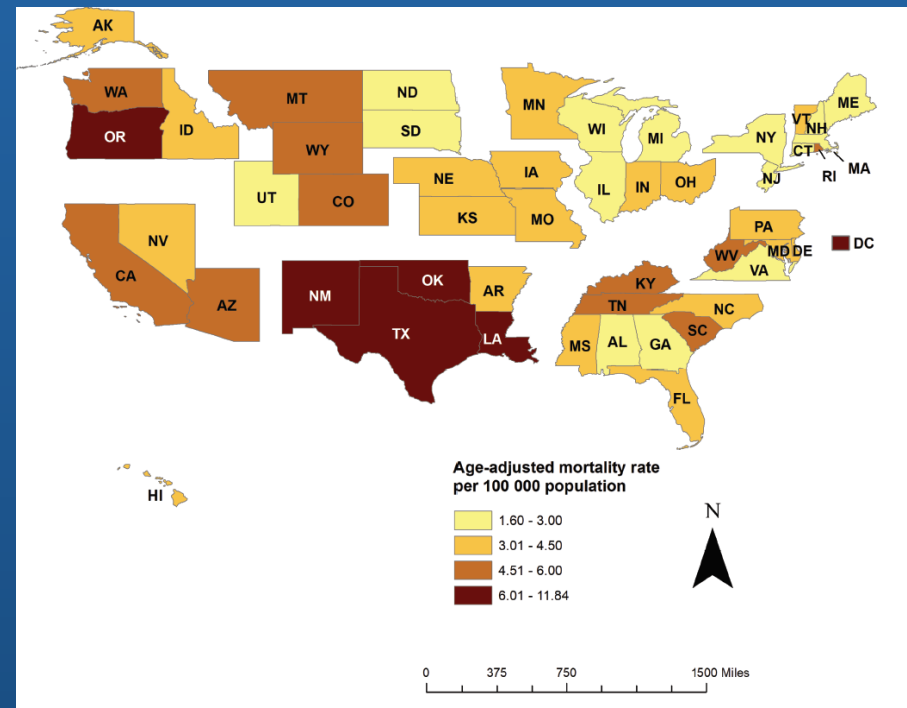 AK
WA
MT
ND
MN
ME
OR
ID
SD
WI
MI
NY
VT
NH
WY
CT
MA
RI
NJ
UT
CO
NE
IA
IL
IN
OH
KS
MO
PA
NV
WV
MD
DE
DC
VA
CA
AZ
NM
OK
AR
KY
TN
NC
TX
LA
MS
AL
GA
SC
FL
HI
Age-adjusted mortality rate
per 100 000 population
1.60 - 3.00
3.01 - 4.50
4.51 - 6.00
6.01 - 11.84
N
0 375 750 1500 Miles